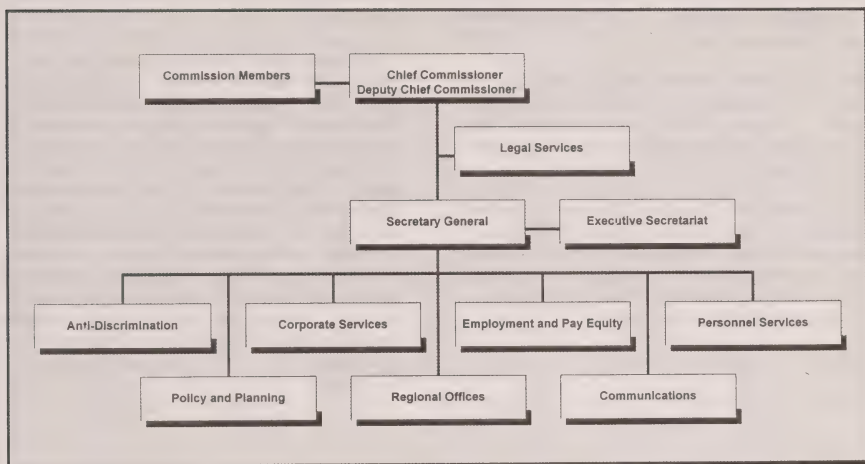 Commission Members
Chief Commissioner
Deputy Chief Commissioner
Legal Services
Secretary General
Executive Secretariat
Anti-Discrimination
Corporate Services
Employment and Pay Equity
Personnel Services
Policy and Planning
Regional Offices
Communications